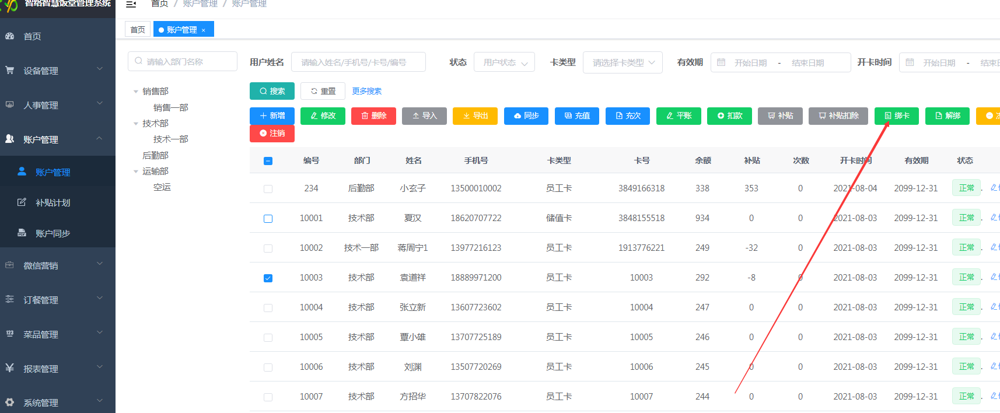 智络智慧饭堂管理系统
首页 / 账户管理 / 账户管理
首页 账户管理 ×
首页
设备管理
人事管理
账户管理
账户管理
补贴计划
账户同步
微信营销
订餐管理
菜品管理
报表管理
系统管理
请输入部门名称
销售部
销售一部
技术部
技术一部
后勤部
运输部
空运
用户姓名 请输入姓名/手机号/卡号/编号 状态 用户状态 卡类型 请选择卡类型 有效期 开始日期 - 结束日期 开卡时间 开始日期 - 结束日
搜索 重置 更多搜索
新增 修改 删除 导入 导出 同步 充值 充次 平账 扣款 补贴 补贴扣除 绑卡 解绑
注销
编号 部门 姓名 手机号 卡类型 卡号 余额 补贴 次数 开卡时间 有效期 状态
234 后勤部 小玄子 13500010002 员工卡 3849166318 338 353 0 2021-08-04 2099-12-31 正常
10001 技术部 夏汉 18620707722 储值卡 3848155518 934 0 0 2021-08-03 2099-12-31 正常
10002 技术一部 蒋周宁1 13977216123 员工卡 1913776221 249 -32 0 2021-08-03 2099-12-31 正常
10003 技术部 袁道祥 18889971200 员工卡 10003 292 -8 0 2021-08-03 2099-12-31 正常
10004 技术部 张立新 13607723602 员工卡 10004 247 0 0 2021-08-03 2099-12-31 正常
10005 技术部 覃小雄 13707725189 员工卡 10005 246 0 0 2021-08-03 2099-12-31 正常
10006 技术部 刘渊 13507720269 员工卡 10006 245 0 0 2021-08-03 2099-12-31 正常
10007 技术部 方招华 13707822076 员工卡 10007 244 0 0 2021-08-03 2099-12-31 正常